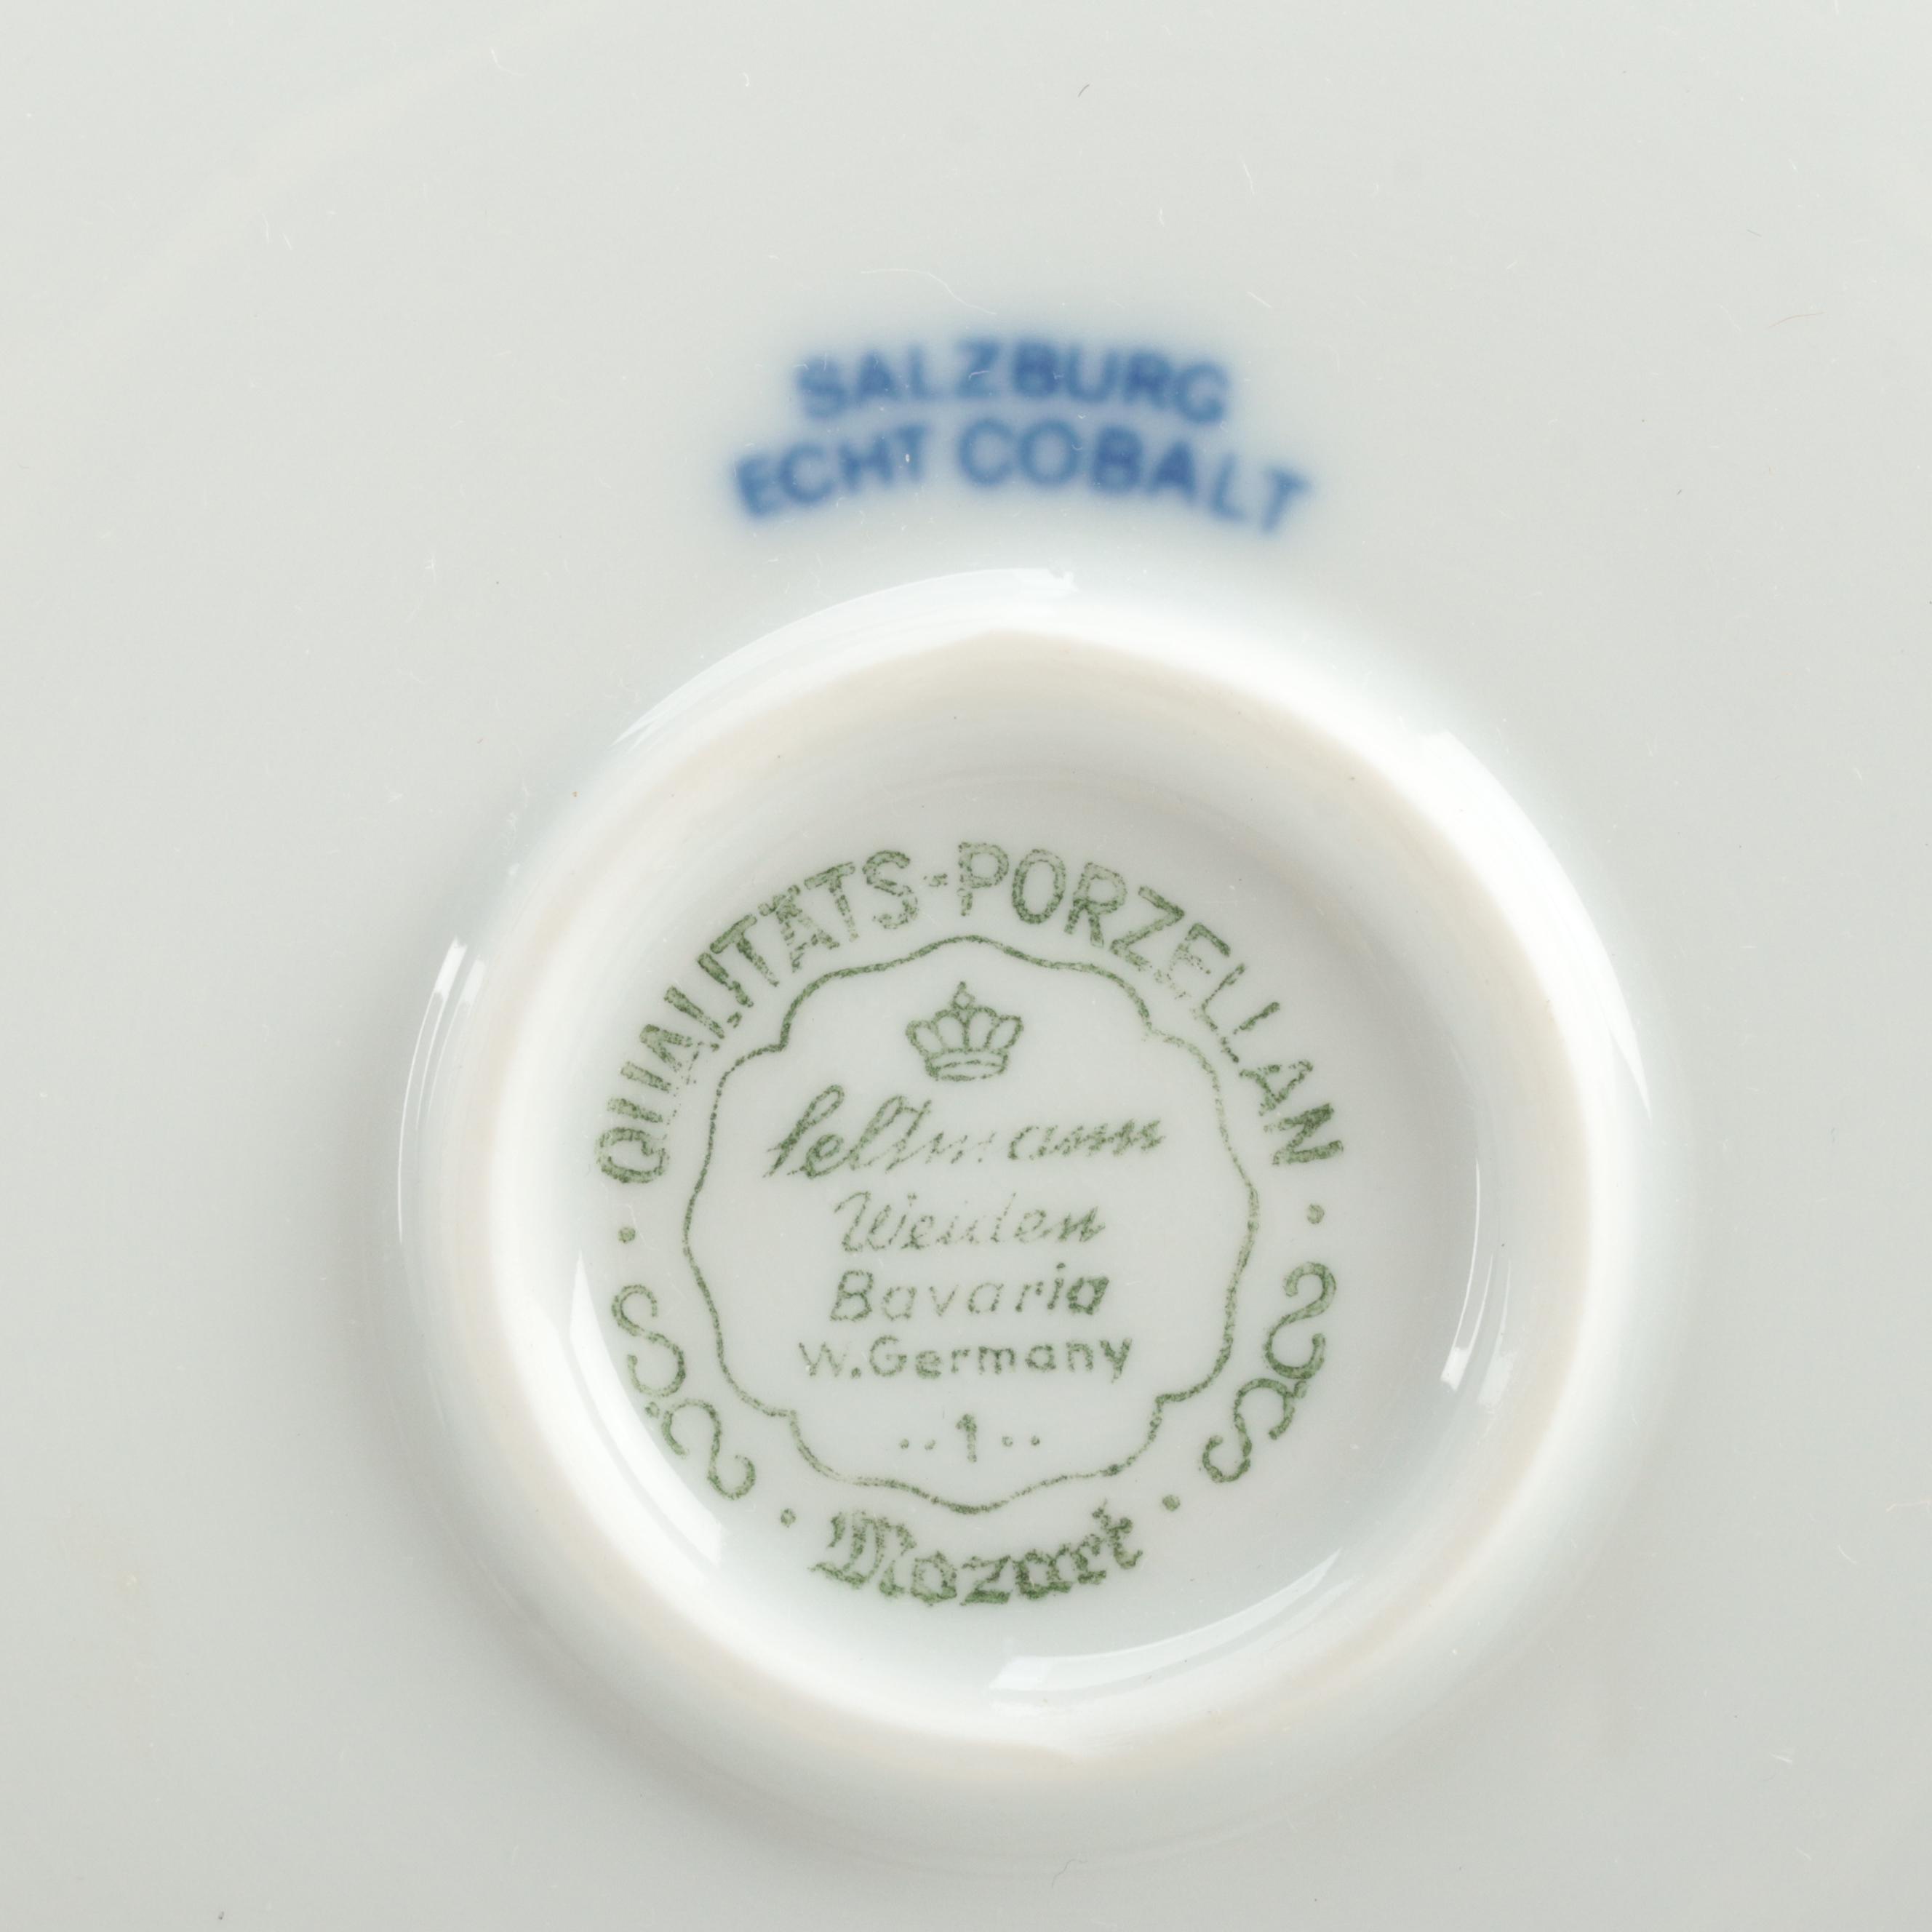 SALZBURG
ECHT COBALT
QUALITÄTS-PORZELLAN
Seltmann
Weiden
Bavaria
W.Germany
··1··
Mozart